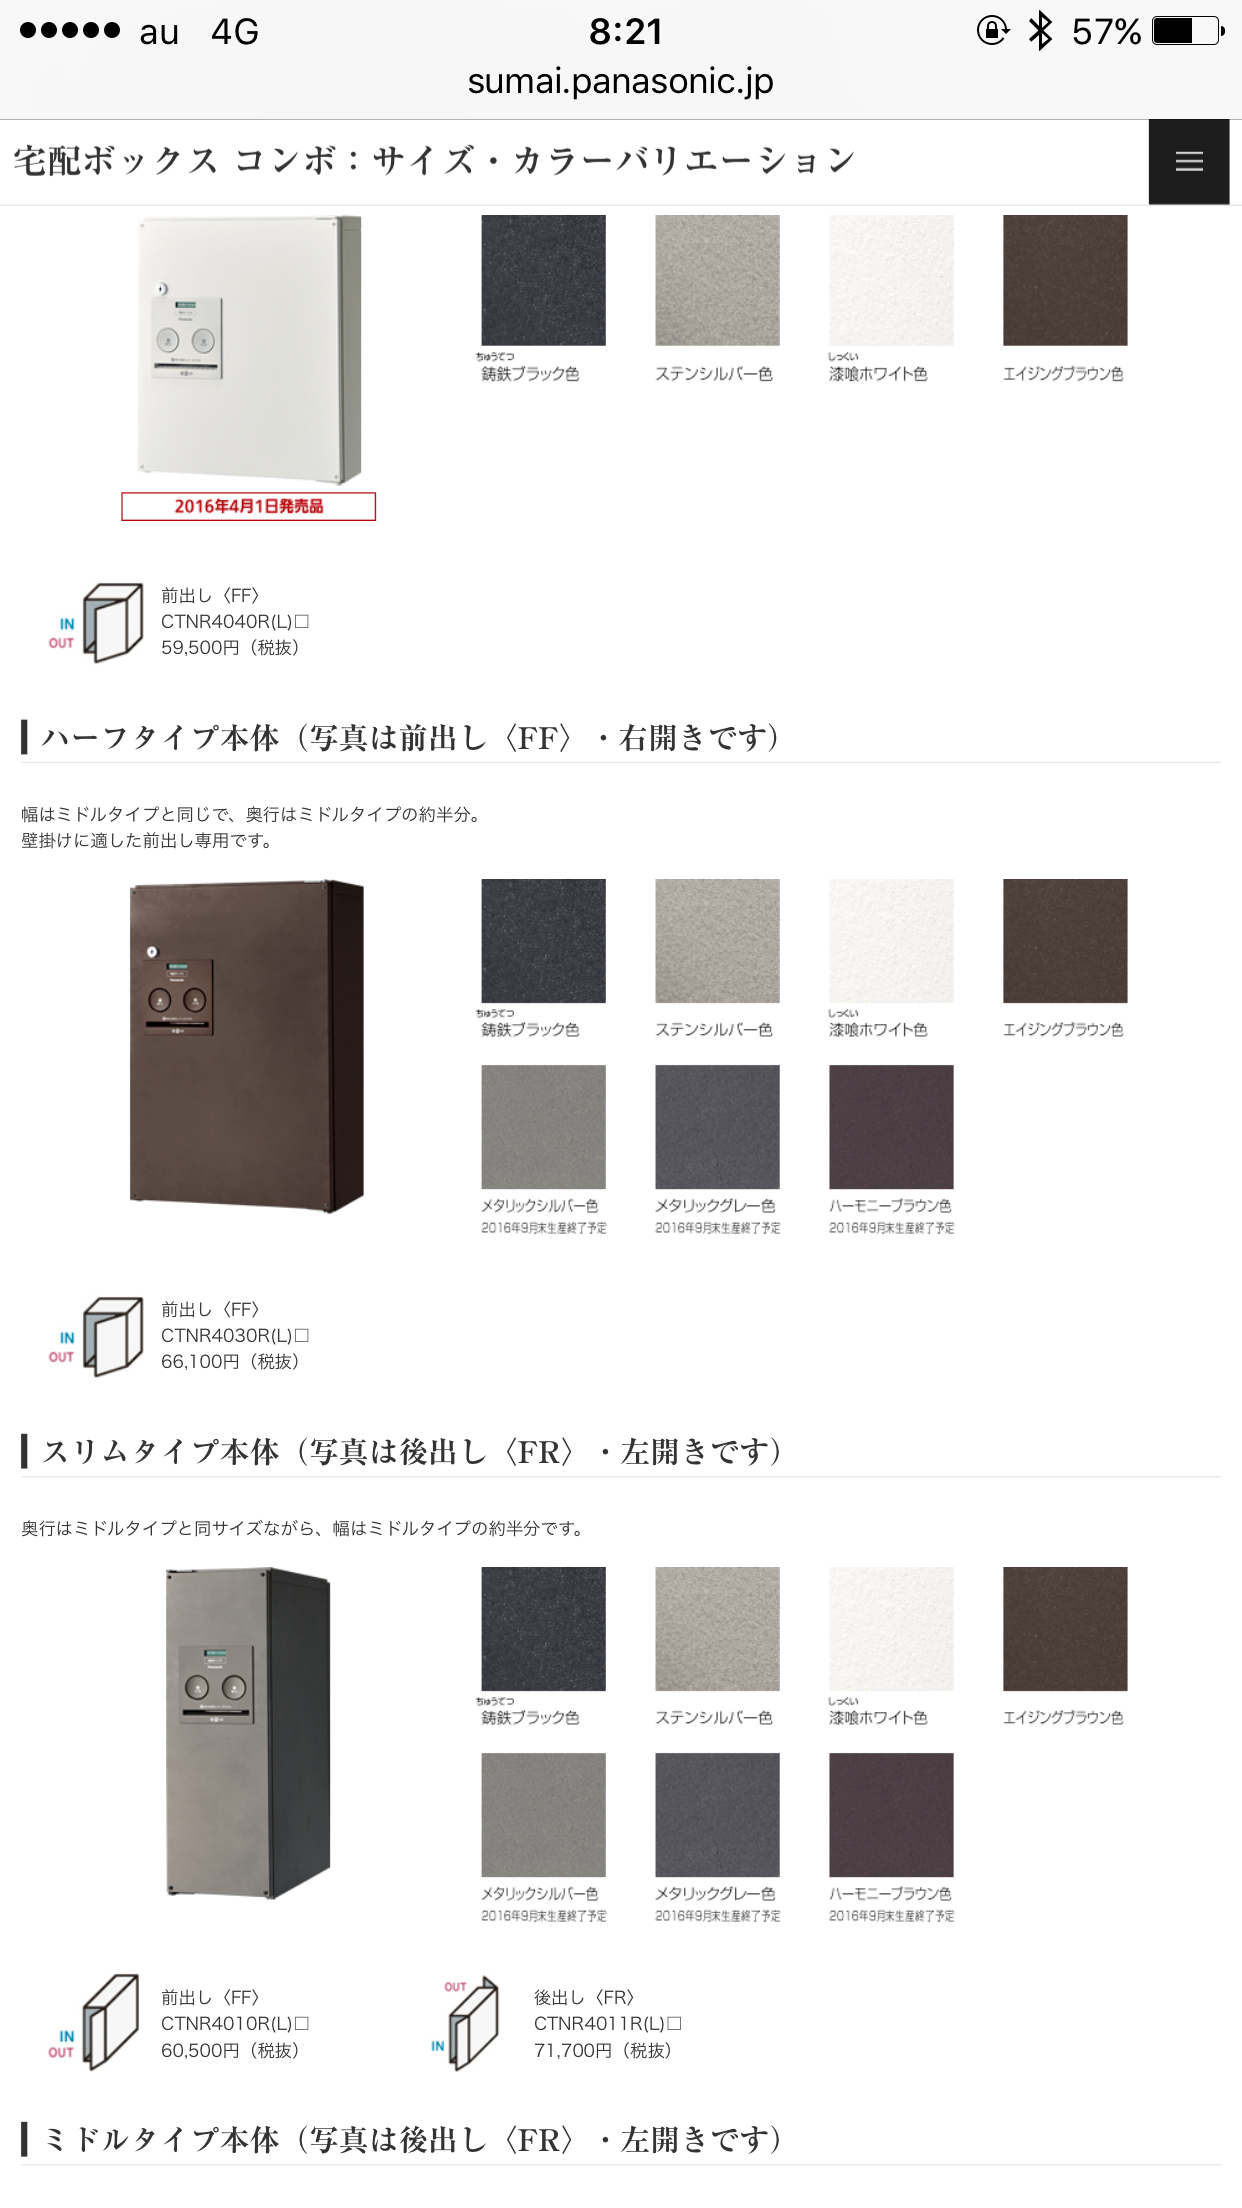 au 4G 8:21 57%
sumai.panasonic.jp
宅配ボックス コンボ：サイズ・カラーバリエーション
ちゅうてつ
鋳鉄ブラック色
ステンシルバー色
しっくい
漆喰ホワイト色
エイジングブラウン色
2016年4月1日発売品
IN
OUT
前出し〈FF〉
CTNR4040R(L)□
59,500円（税抜）
ハーフタイプ本体（写真は前出し〈FF〉・右開きです）
幅はミドルタイプと同じで、奥行はミドルタイプの約半分。
壁掛けに適した前出し専用です。
Panasonic
ちゅうてつ
鋳鉄ブラック色
ステンシルバー色
しっくい
漆喰ホワイト色
エイジングブラウン色
メタリックシルバー色
2016年9月末生産終了予定
メタリックグレー色
2016年9月末生産終了予定
ハーモニーブラウン色
2016年9月末生産終了予定
IN
OUT
前出し〈FF〉
CTNR4030R(L)□
66,100円（税抜）
スリムタイプ本体（写真は後出し〈FR〉・左開きです）
奥行はミドルタイプと同サイズながら、幅はミドルタイプの約半分です。
Panasonic
ちゅうてつ
鋳鉄ブラック色
ステンシルバー色
しっくい
漆喰ホワイト色
エイジングブラウン色
メタリックシルバー色
2016年9月末生産終了予定
メタリックグレー色
2016年9月末生産終了予定
ハーモニーブラウン色
2016年9月末生産終了予定
IN
OUT
前出し〈FF〉
CTNR4010R(L)□
60,500円（税抜）
OUT
IN
後出し〈FR〉
CTNR4011R(L)□
71,700円（税抜）
ミドルタイプ本体（写真は後出し〈FR〉・左開きです）